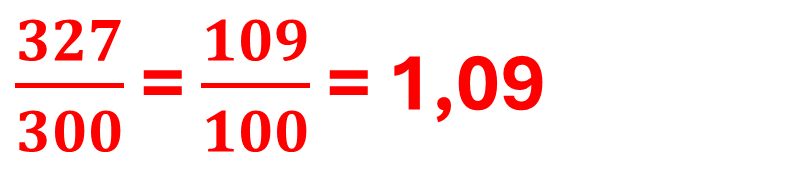 327/300 = 109/100 = 1,09